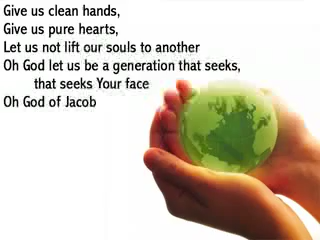 Give us clean hands,
Give us pure hearts,
Let us not lift our souls to another
Oh God let us be a generation that seeks,
that seeks Your face
Oh God of Jacob